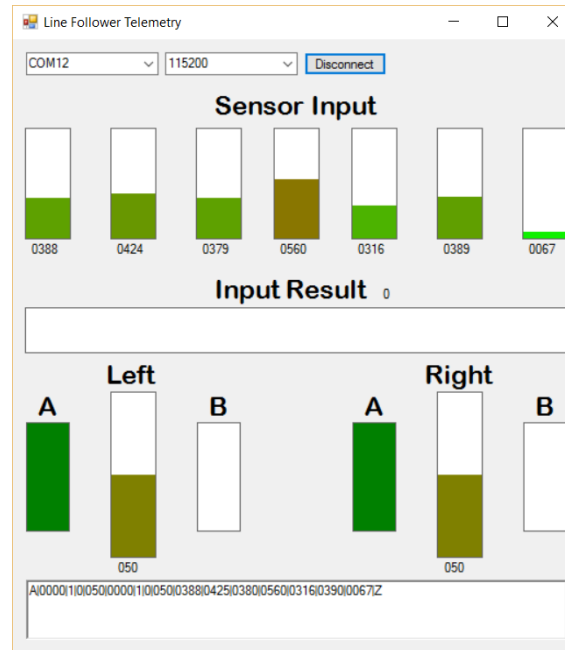 Line Follower Telemetry
COM12 115200 Disconnect
Sensor Input
0388 0424 0379 0560 0316 0389 0067
Input Result 0
Left Right
A B A B
050 050
A|0000|1|0|050|0000|1|0|050|0388|0425|0380|0560|0316|0390|0067|Z